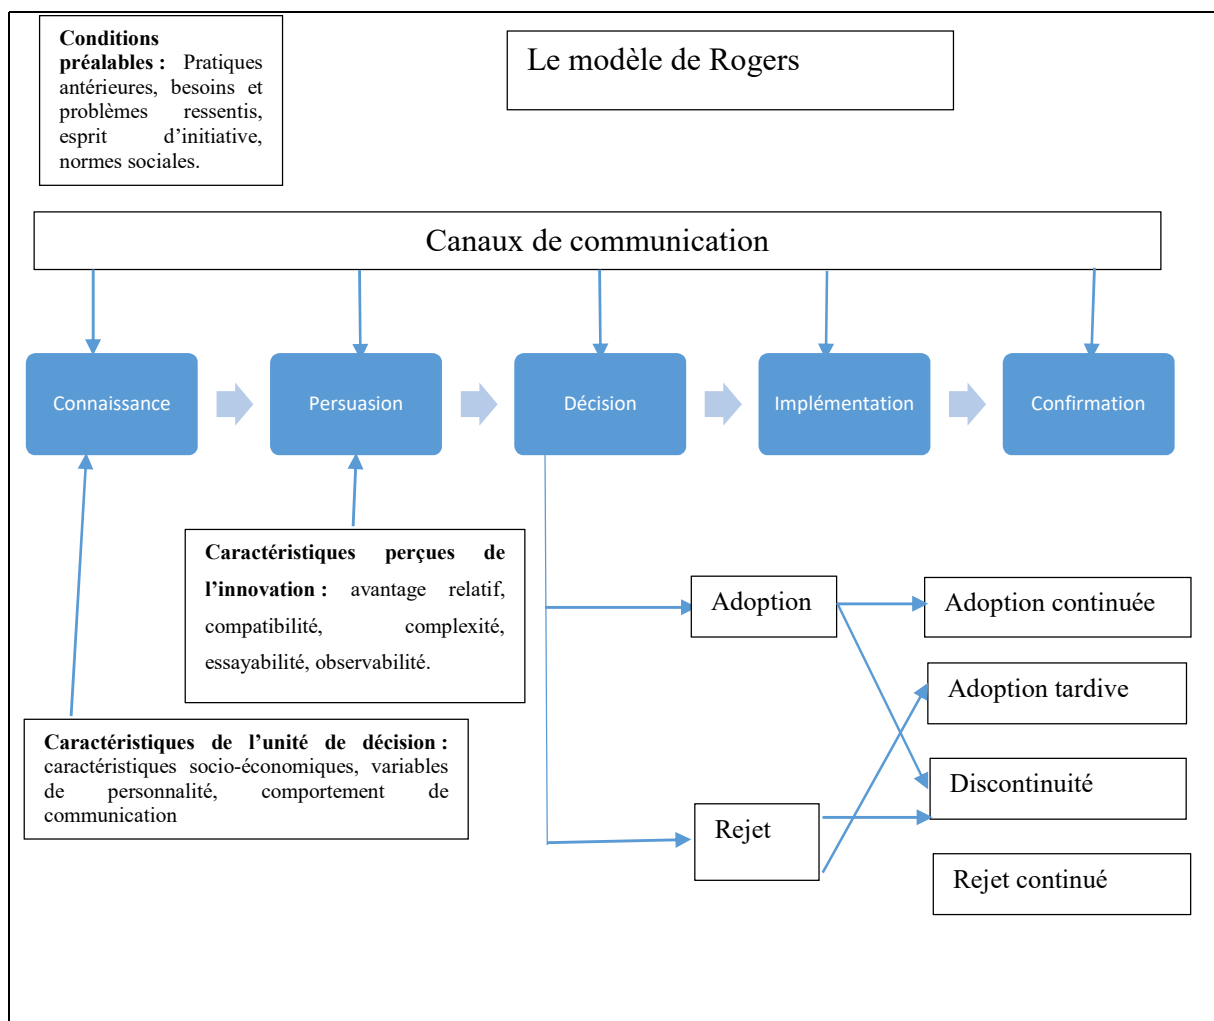 Conditions
préalables : Pratiques
antérieures, besoins et
problèmes ressentis,
esprit d’initiative,
normes sociales.
Le modèle de Rogers
Canaux de communication
Connaissance
Persuasion
Décision
Implémentation
Confirmation
Caractéristiques perçues de
l’innovation : avantage relatif,
compatibilité, complexité,
essayabilité, observabilité.
Caractéristiques de l’unité de décision :
caractéristiques socio-économiques, variables
de personnalité, comportement de
communication
Adoption
Rejet
Adoption continuée
Adoption tardive
Discontinuité
Rejet continué